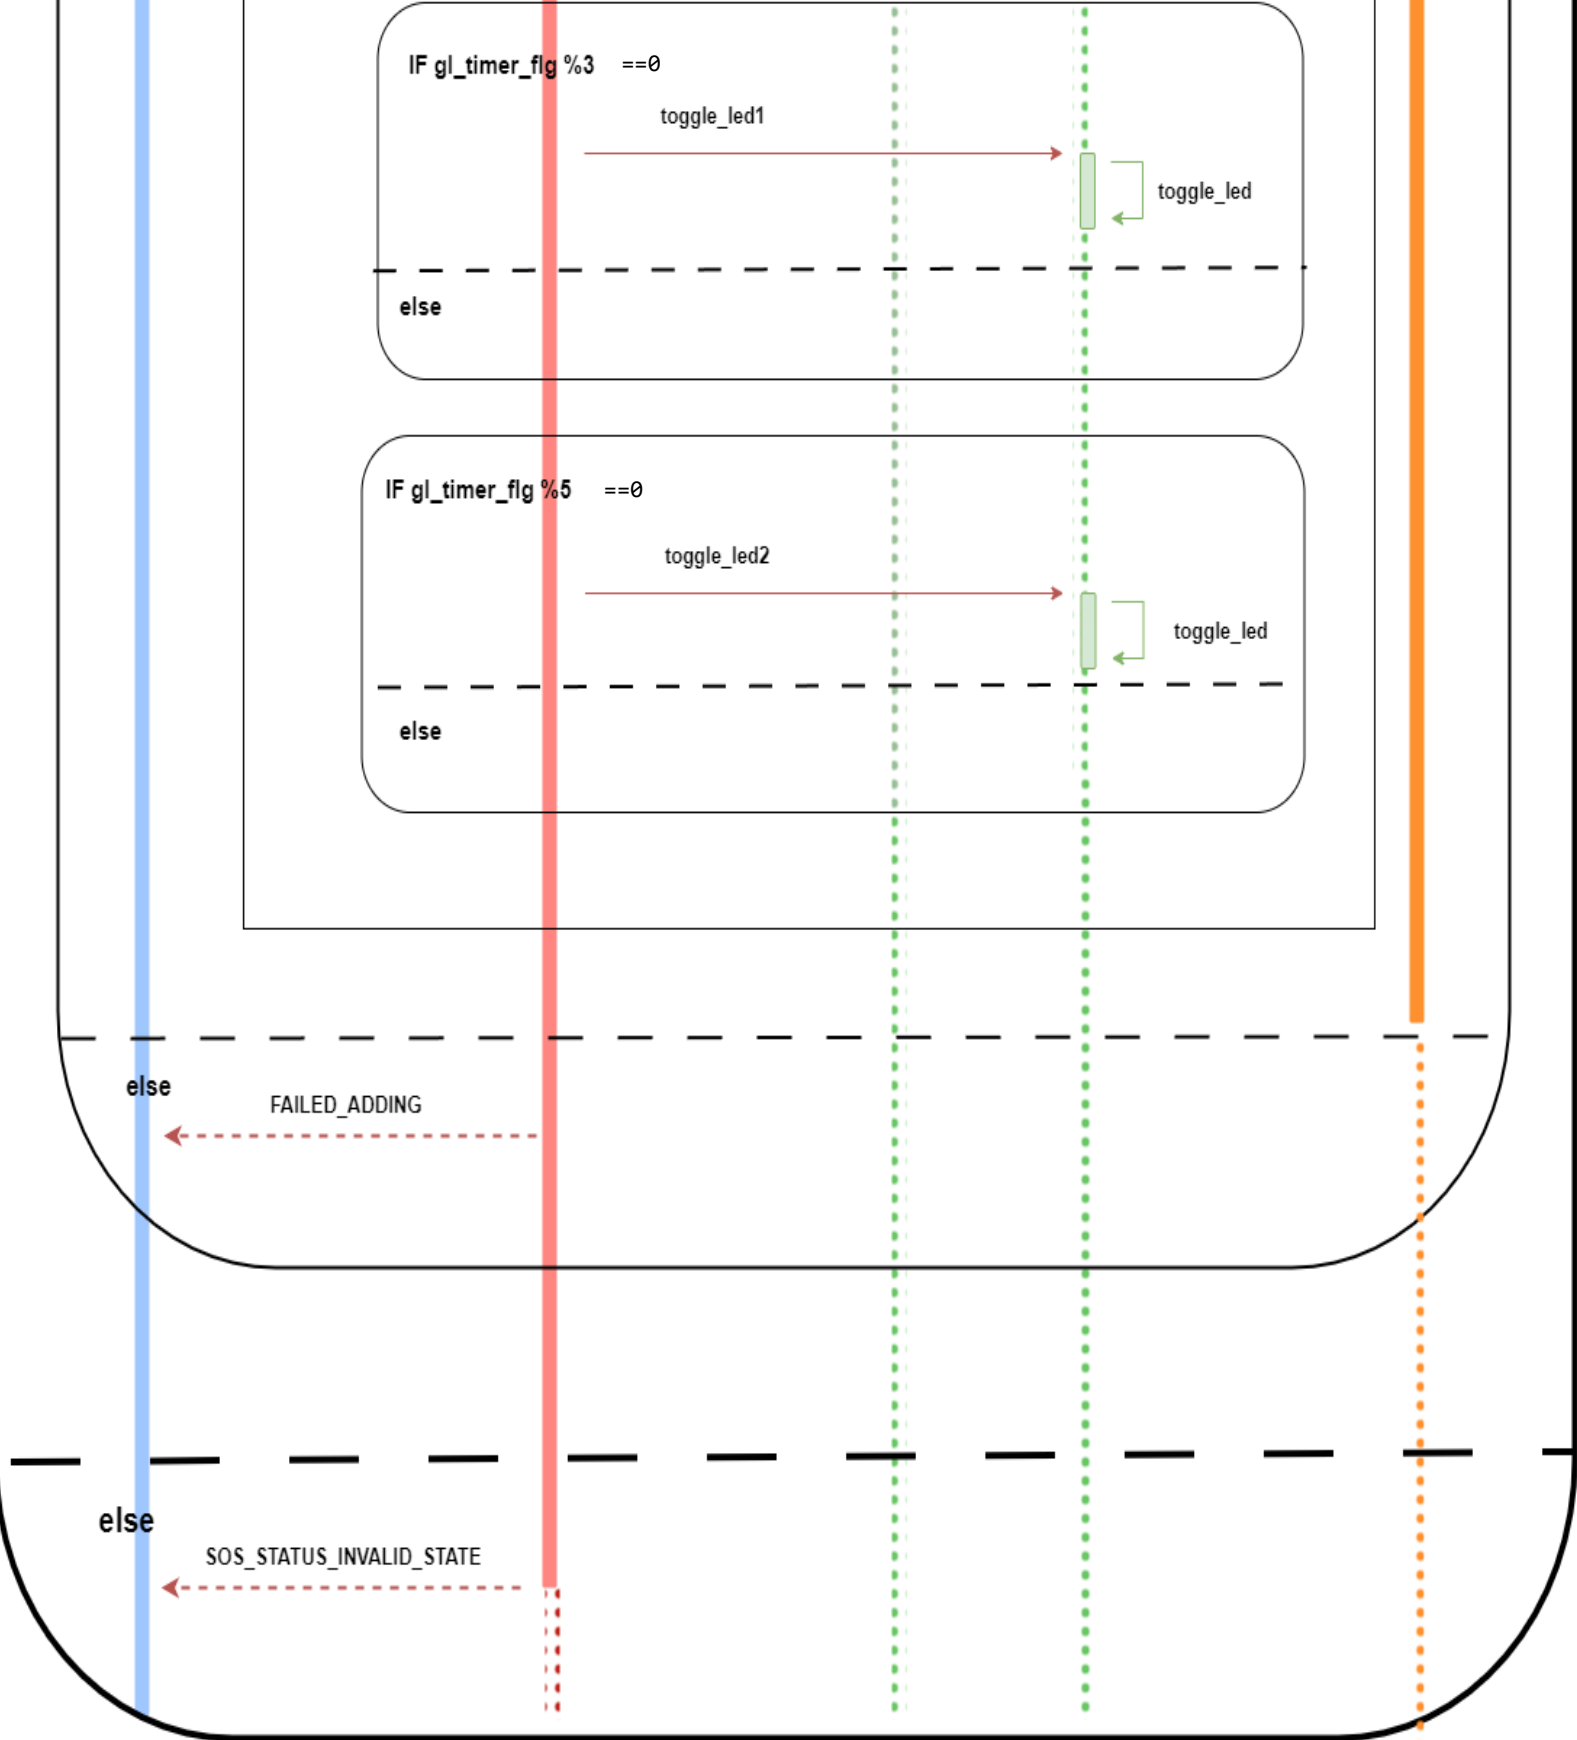 IF gl_timer_flg %3 ==0
toggle_led1
toggle_led
else
IF gl_timer_flg %5 ==0
toggle_led2
toggle_led
else
else
FAILED_ADDING
else
SOS_STATUS_INVALID_STATE